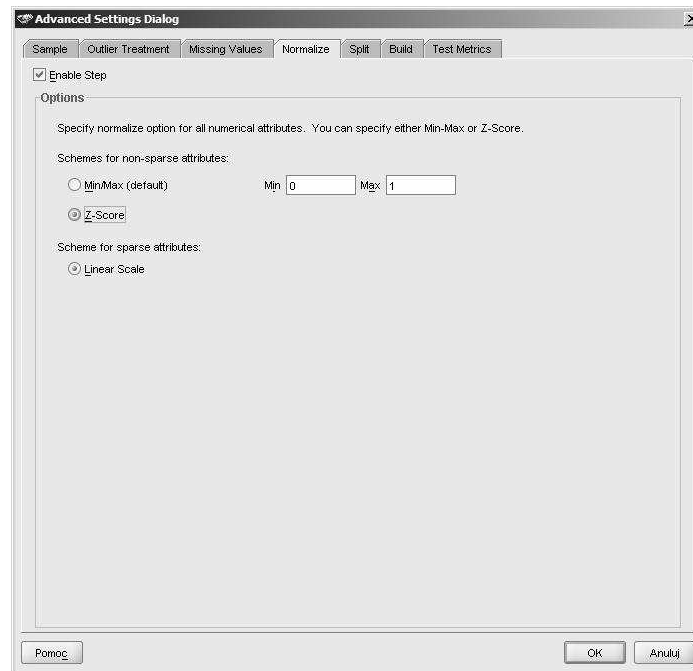 Advanced Settings Dialog
Sample Outlier Treatment Missing Values Normalize Split Build Test Metrics
Enable Step
Options
Specify normalize option for all numerical attributes. You can specify either Min-Max or Z-Score.
Schemes for non-sparse attributes:
Min/Max (default) Min 0 Max 1
Z-Score
Scheme for sparse attributes:
Linear Scale
Pomoc OK Anuluj